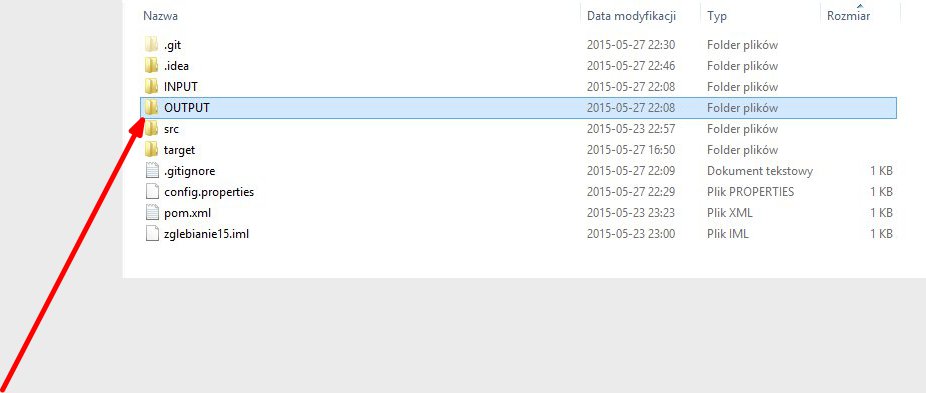 Nazwa Data modyfikacji Typ Rozmiar
.git 2015-05-27 22:30 Folder plików
.idea 2015-05-27 22:46 Folder plików
INPUT 2015-05-27 22:08 Folder plików
OUTPUT 2015-05-27 22:08 Folder plików
src 2015-05-23 22:57 Folder plików
target 2015-05-27 16:50 Folder plików
.gitignore 2015-05-27 22:09 Dokument tekstowy 1 KB
config.properties 2015-05-27 22:29 Plik PROPERTIES 1 KB
pom.xml 2015-05-23 23:23 Plik XML 1 KB
zglebianie15.iml 2015-05-23 23:00 Plik IML 1 KB